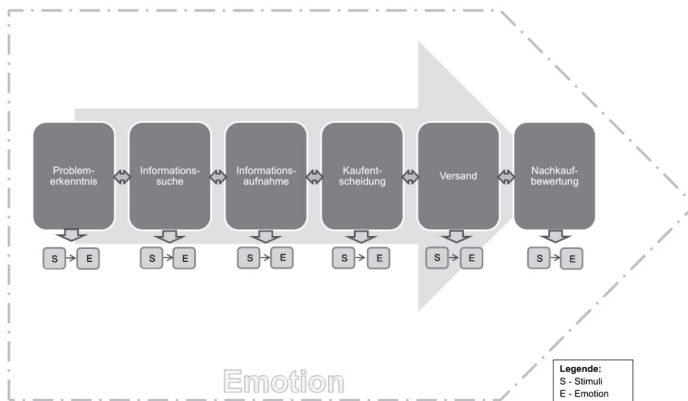 Problem-
erkenntnis
Informations-
suche
Informations-
aufnahme
Kaufent-
scheidung
Versand
Nachkauf-
bewertung
S E
S E
S E
S E
S E
S E
Emotion
Legende:
S - Stimuli
E - Emotion